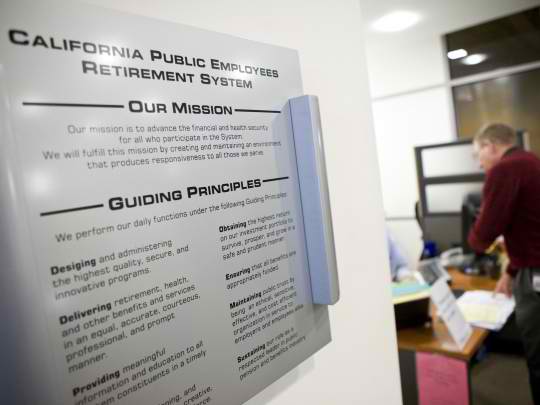 CALIFORNIA PUBLIC EMPLOYEES
RETIREMENT SYSTEM
OUR MISSION
Our mission is to advance the financial and health security
for all who participate in the System.
We will fulfill this mission by creating and maintaining an environment
that produces responsiveness to all those we serve.
GUIDING PRINCIPLES
We perform our daily functions under the following Guiding Principles:
Desiging and administering
the highest quality, secure, and
innovative programs.
Delivering retirement, health,
and other benefits and services
in an equal, accurate, courteous,
professional, and prompt
manner.
Providing meaningful
information and education to all
constituents in a timely
and
creative,
Obtaining the highest return
on our investment portfolio to
survive, prosper, and grow in a
safe and prudent manner.
Ensuring that all benefits are
appropriately funded.
Maintaining public trust by
being an ethical, sensitive,
effective, and cost efficient
organization in service to
employers and employees alike.
Sustaining our role as a
respected leader in public
pension and benefits industry